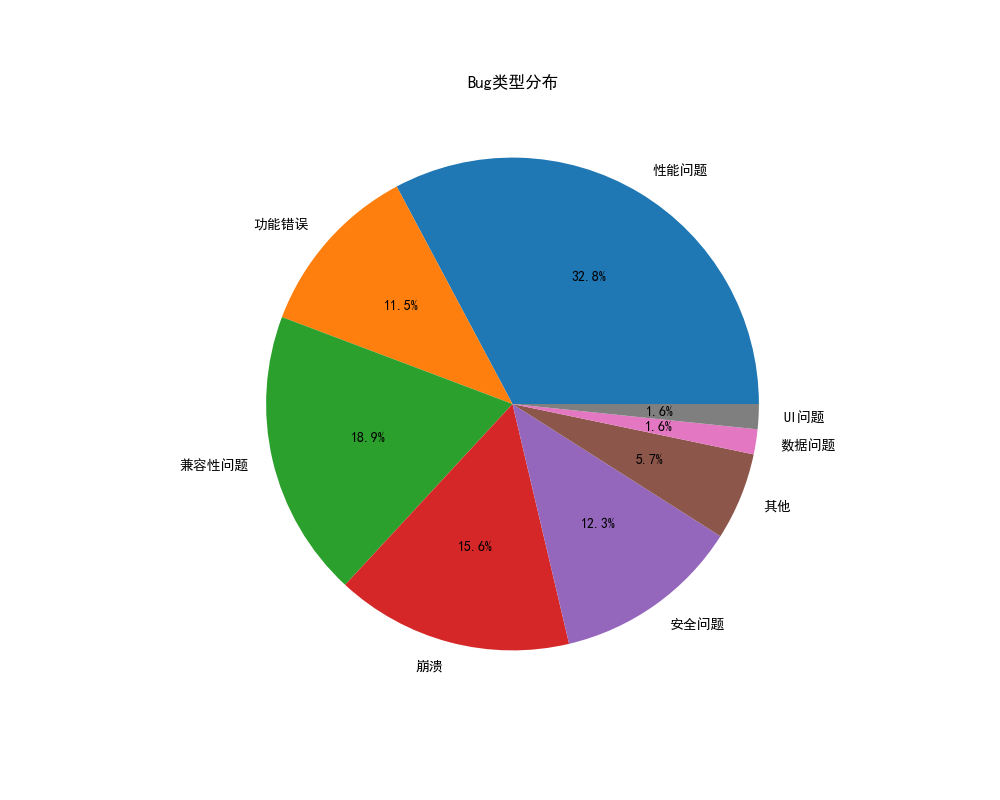 Bug类型分布
性能问题
32.8%
功能错误
11.5%
兼容性问题
18.9%
崩溃
15.6%
安全问题
12.3%
其他
5.7%
数据问题
1.6%
UI问题
1.6%